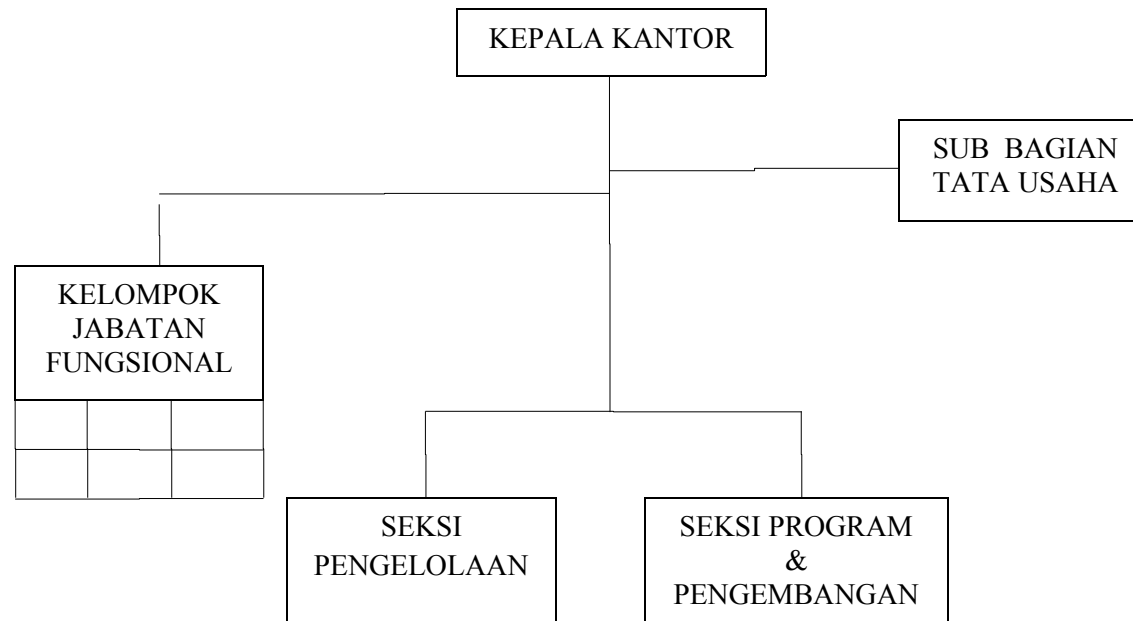 KEPALA KANTOR
SUB BAGIAN
TATA USAHA
KELOMPOK
JABATAN
FUNGSIONAL
SEKSI
PENGELOLAAN
SEKSI PROGRAM
&
PENGEMBANGAN